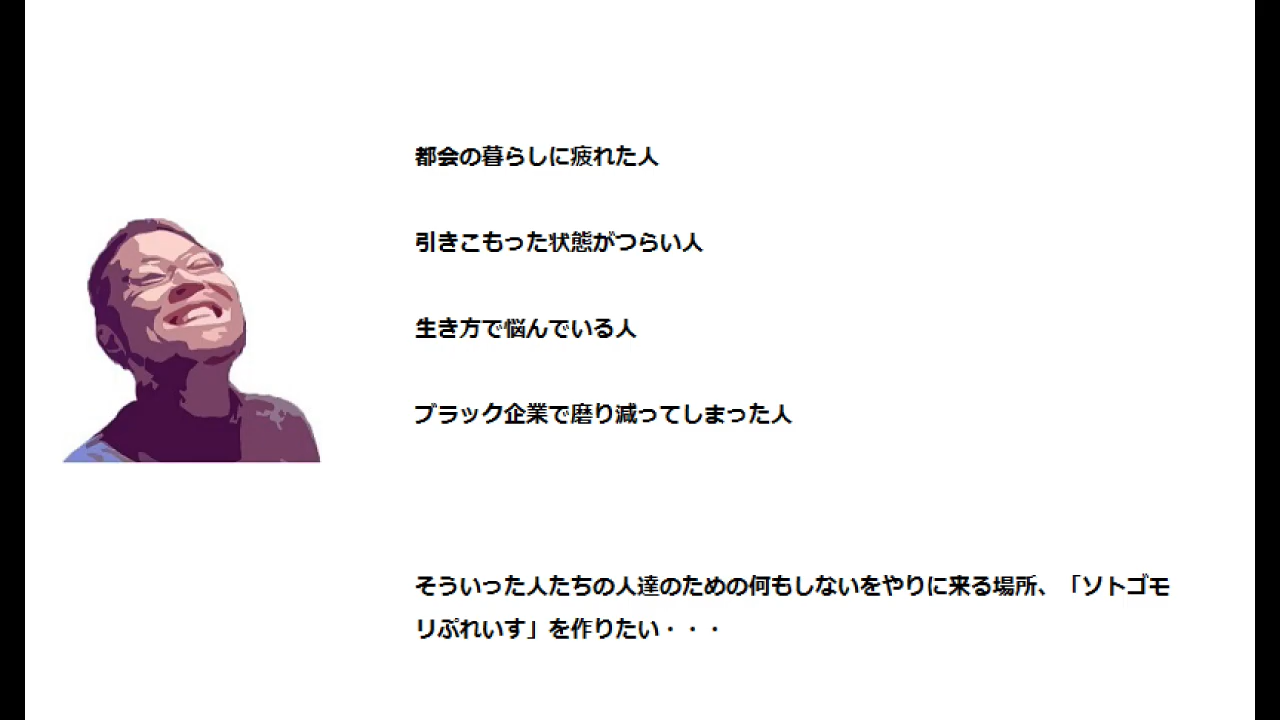 都会の暮らしに疲れた人
引きこもった状態がつらい人
生き方で悩んでいる人
ブラック企業で磨り減ってしまった人
そういった人たちの人達のための何もしないをやりに来る場所、「ソトゴモ
リぷれいす」を作りたい・・・